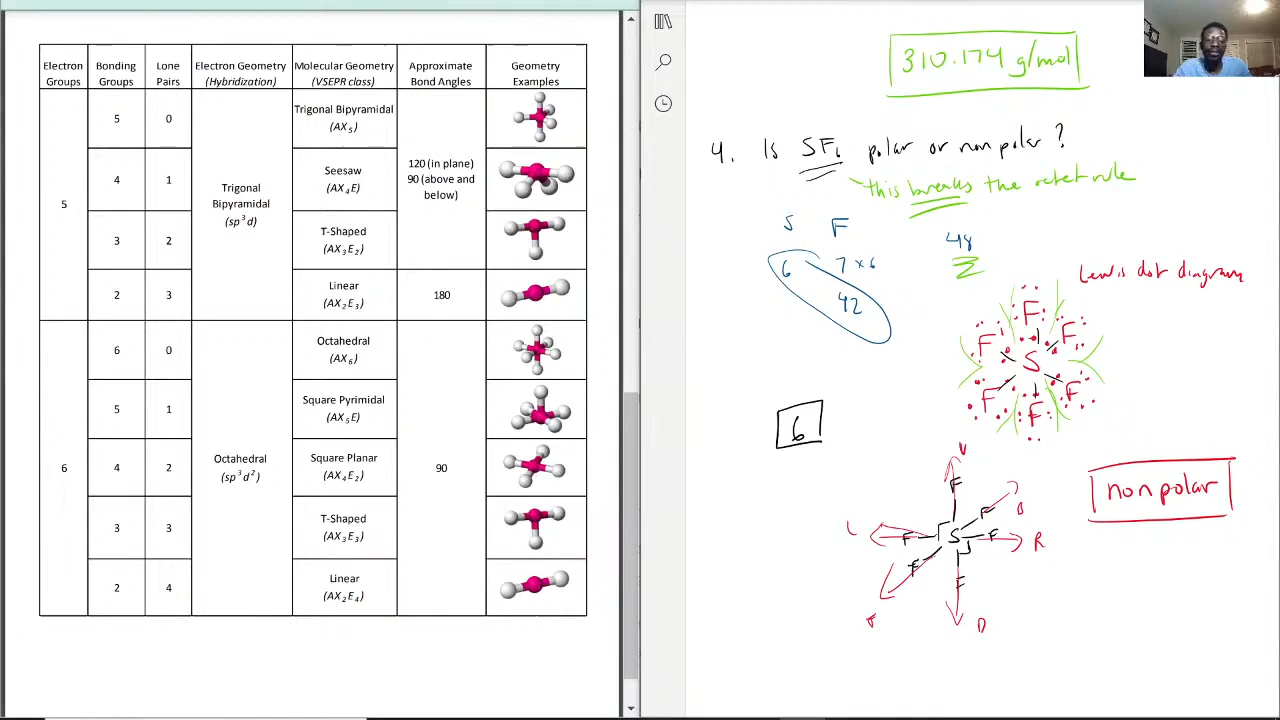 Electron Groups Bonding Groups Lone Pairs Electron Geometry (Hybridization) Molecular Geometry (VSEPR class) Approximate Bond Angles Geometry Examples
5
Trigonal Bipyramidal (sp³d)
120 (in plane) 90 (above and below)
5 0 Trigonal Bipyramidal (AX₅)
4 1 Seesaw (AX₄E)
3 2 T-Shaped (AX₃E₂)
2 3 Linear (AX₂E₃) 180
6
Octahedral (sp³d²)
90
6 0 Octahedral (AX₆)
5 1 Square Pyrimidal (AX₅E)
4 2 Square Planar (AX₄E₂)
3 3 T-Shaped (AX₃E₃)
2 4 Linear (AX₂E₄)
310.174 g/mol
4. Is SF₆ polar or nonpolar?
this breaks the octet rule
S F
6 7 x 6
42
48
Lewis dot diagram
F
F F
S
F F
F
6
U
F
F B
L F S F R
F
F F
D
nonpolar